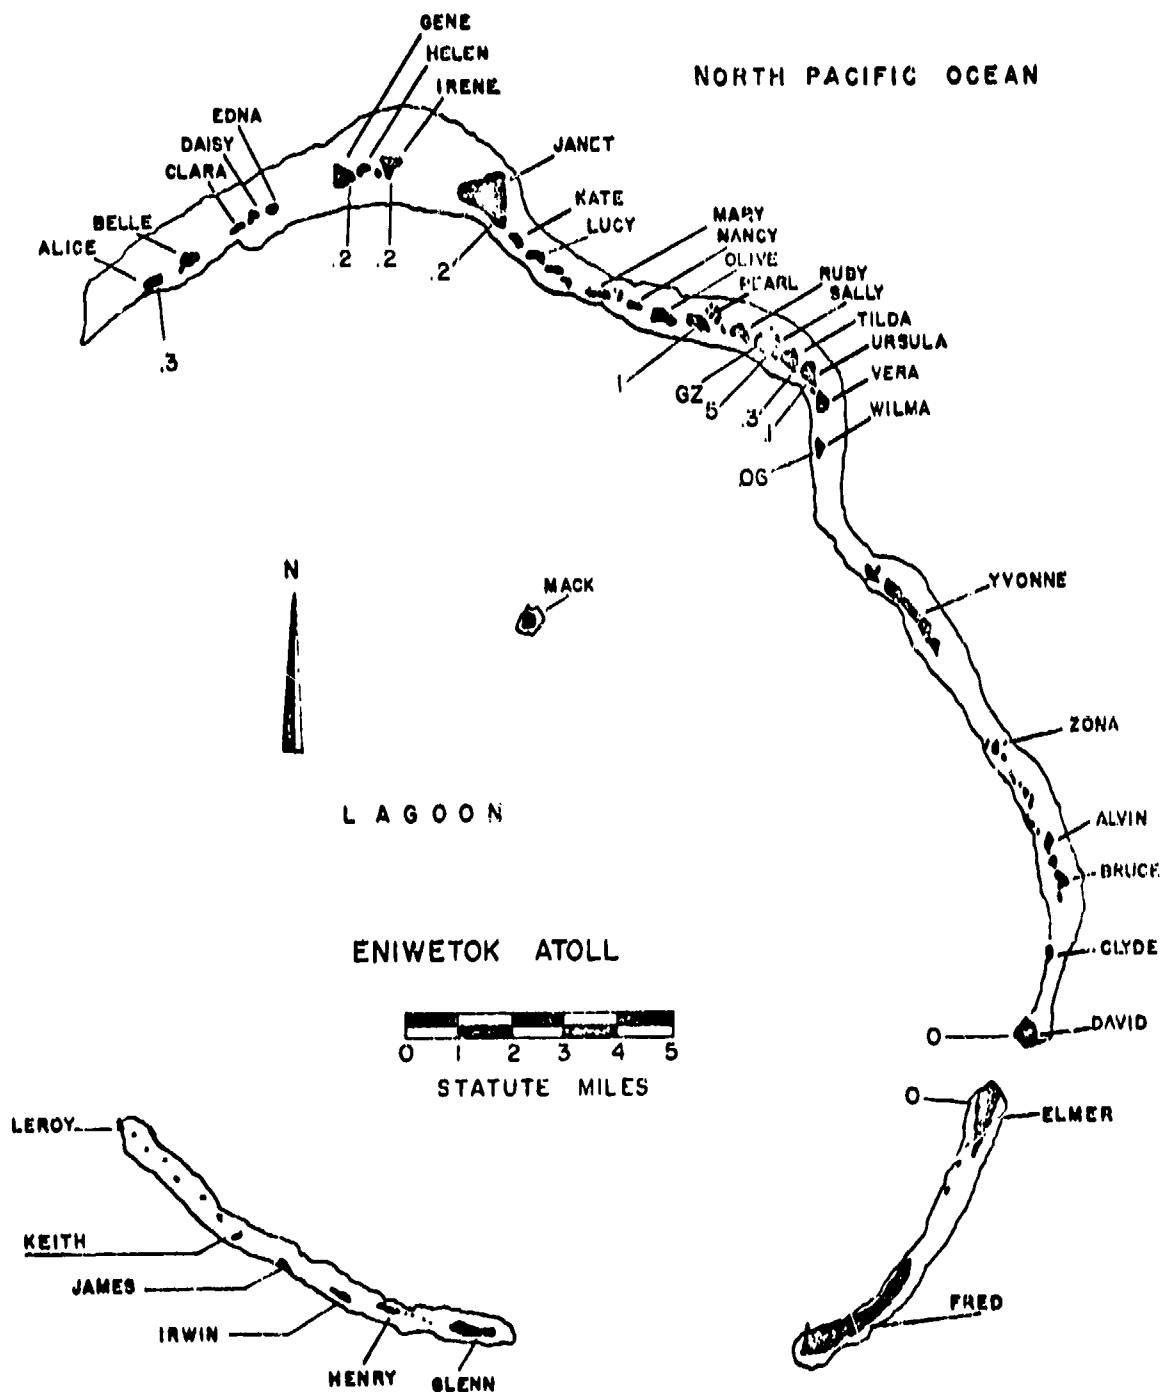 GENE
HELEN
IRENE
NORTH PACIFIC OCEAN
EDNA
DAISY
CLARA
JANET
KATE
LUCY
BELLE
ALICE
MARY
NANCY
OLIVE
PEARL
RUBY
SALLY
TILDA
URSULA
VERA
WILMA
.2
.2
.2
.3
1
GZ
.3
.1
N
MACK
YVONNE
ZONA
LAGOON
ALVIN
BRUCE
ENIWETOK ATOLL
CLYDE
DAVID
0
0 1 2 3 4 5
STATUTE MILES
0
ELMER
LEROY
KEITH
JAMES
IRWIN
HENRY
GLENN
FRED